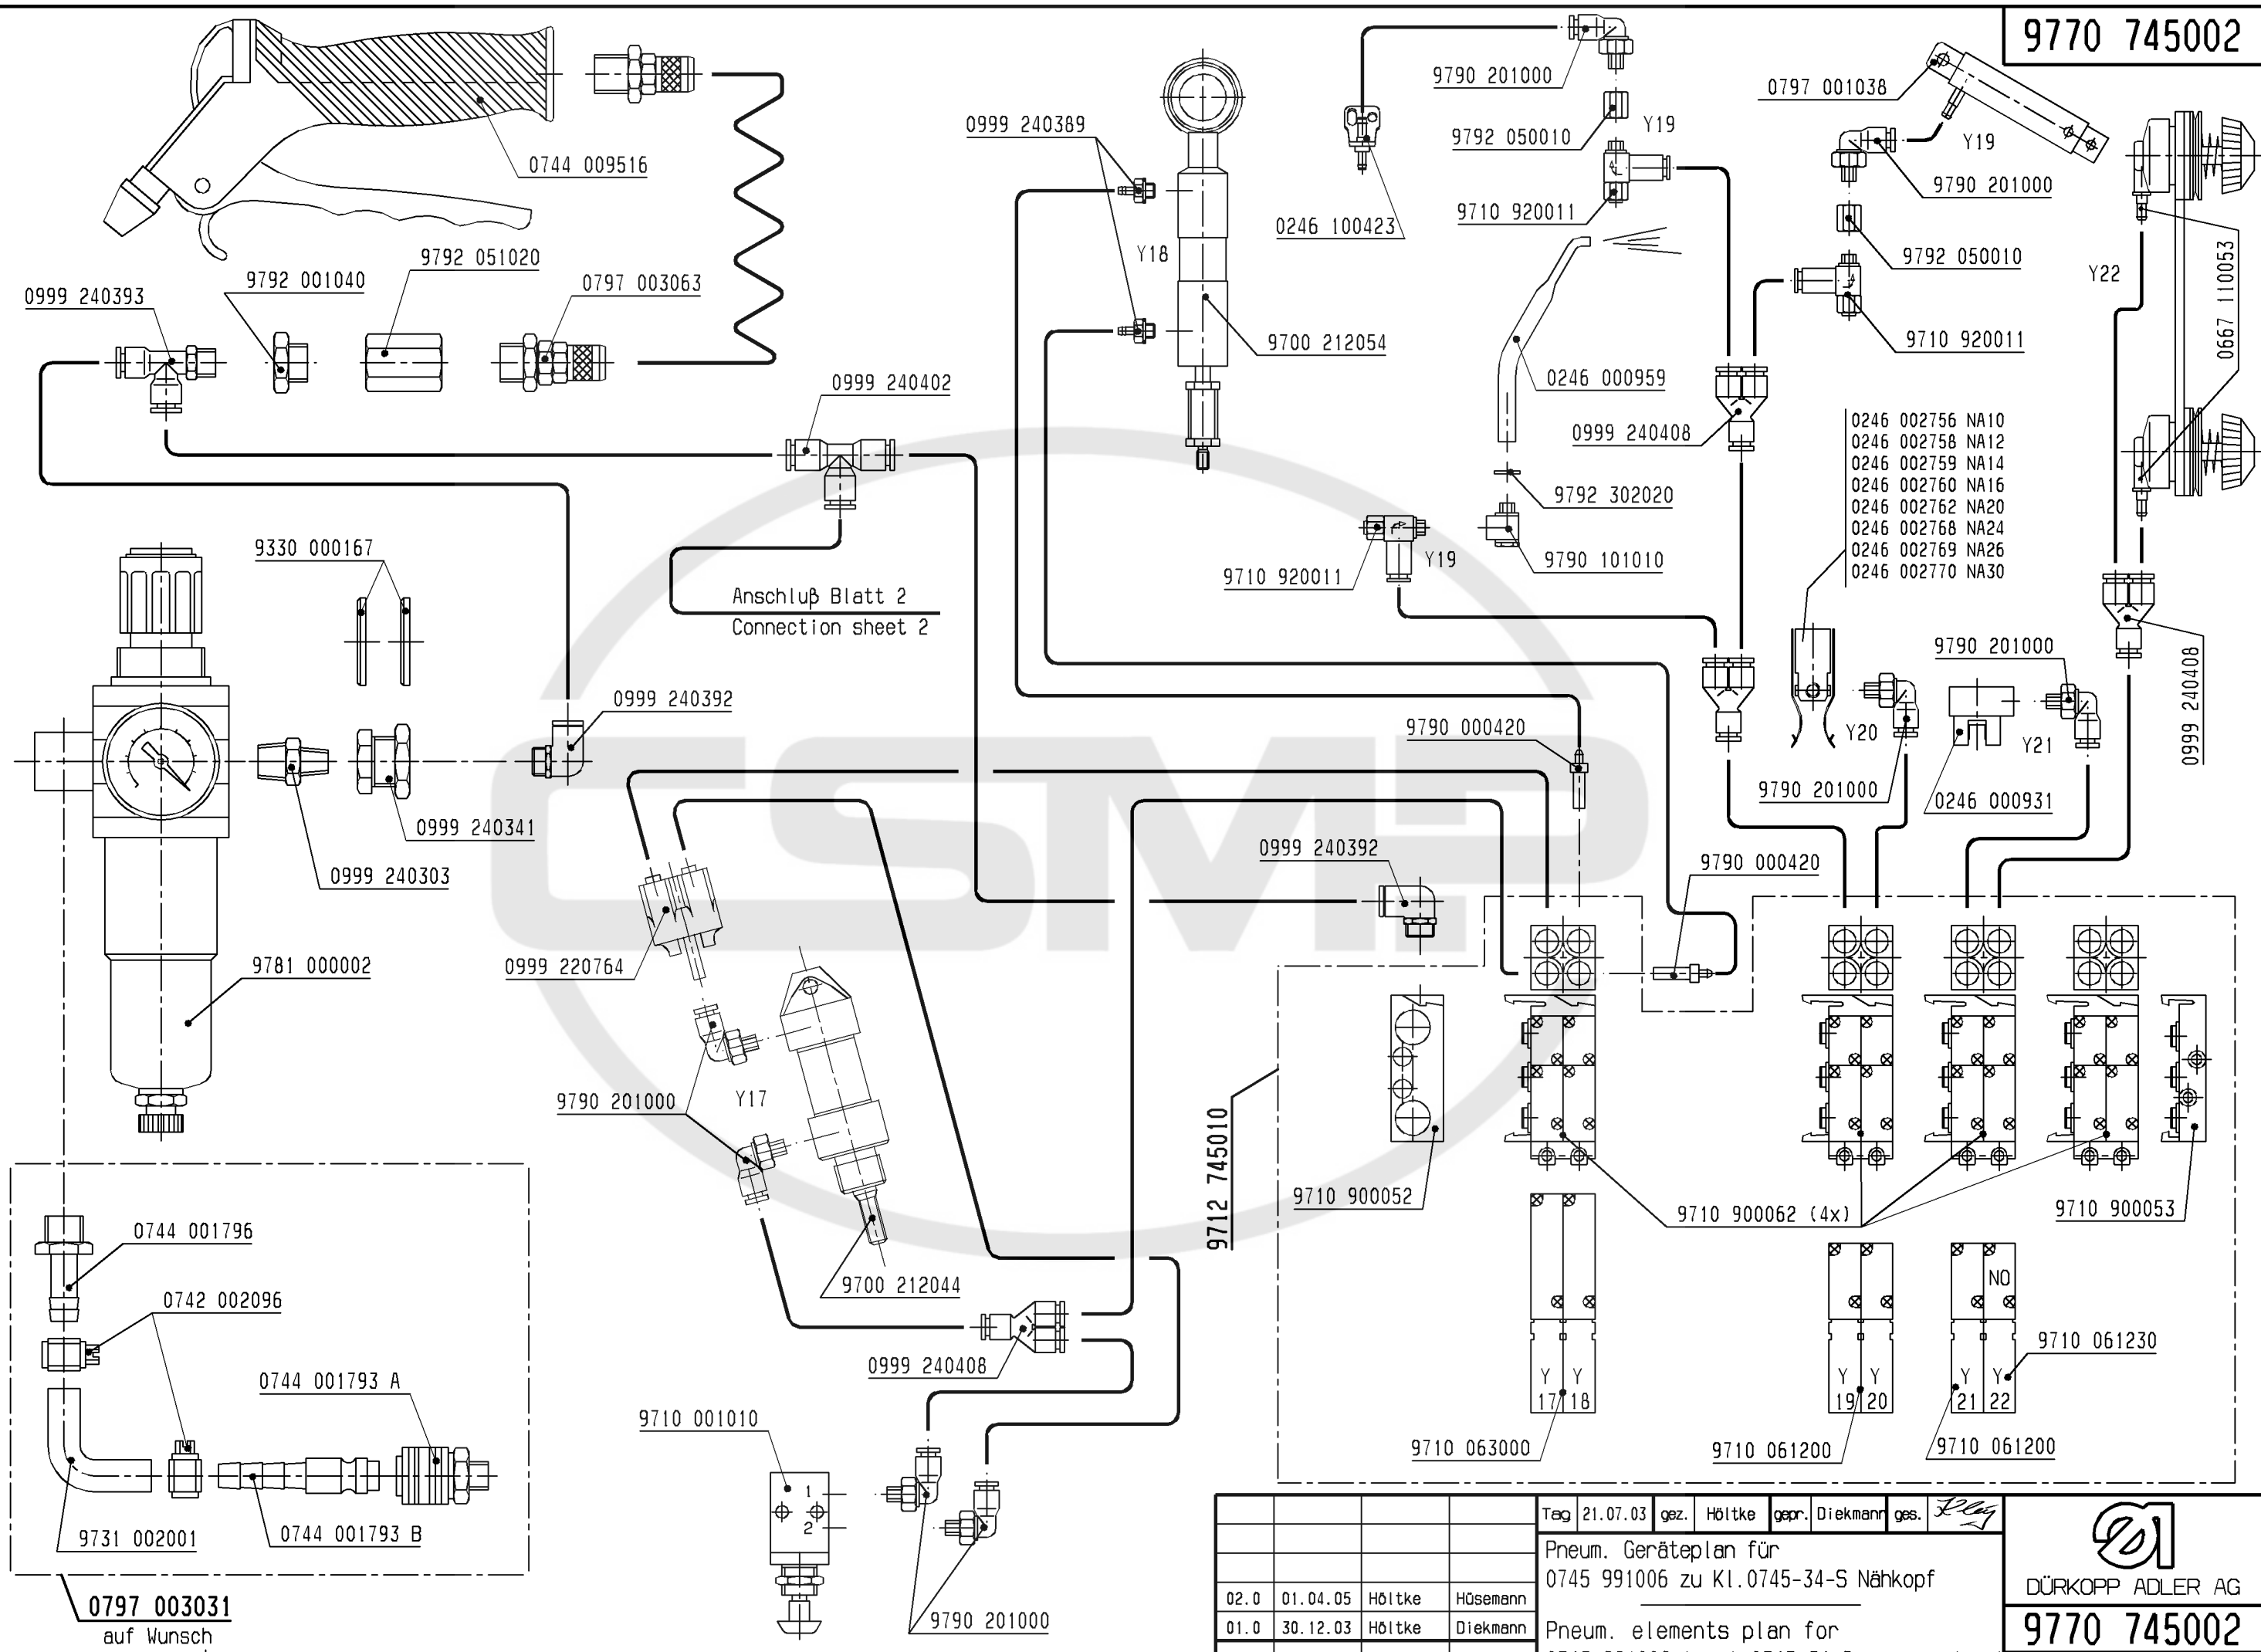 9770 745002
0744 009516
9790 201000
9792 050010
Y19
9710 920011
0797 001038
Y19
9790 201000
9792 050010
9710 920011
0999 240389
Y18
9700 212054
0246 100423
0246 000959
0999 240408
9792 302020
9790 101010
9710 920011
Y19
Y22
0667 110053
0999 240393
9792 001040
9792 051020
0797 003063
0999 240402
Anschluß Blatt 2
Connection sheet 2
0246 002756 NA10
0246 002758 NA12
0246 002759 NA14
0246 002760 NA16
0246 002762 NA20
0246 002768 NA24
0246 002769 NA26
0246 002770 NA30
9330 000167
0999 240392
0999 240341
0999 240303
9781 000002
9790 000420
Y20
9790 201000
9790 201000
Y21
0246 000931
0999 240408
0999 240392
9790 000420
CSMP
0999 220764
9790 201000
Y17
9700 212044
0999 240408
9712 745010
9710 900052
9710 900062 (4x)
9710 900053
NO
Y Y
17 18
Y Y
19 20
Y Y
21 22
9710 061230
9710 063000
9710 061200
9710 061200
0744 001796
0742 002096
0744 001793 A
9731 002001
0744 001793 B
0797 003031
auf Wunsch
9710 001010
1
2
9790 201000
Tag 21.07.03 gez. Höltke gepr. Diekmann ges.
Pneum. Geräteplan für
0745 991006 zu Kl.0745-34-S Nähkopf
02.0 01.04.05 Höltke Hüsemann
01.0 30.12.03 Höltke Diekmann
Pneum. elements plan for
DÜRKOPP ADLER AG
9770 745002